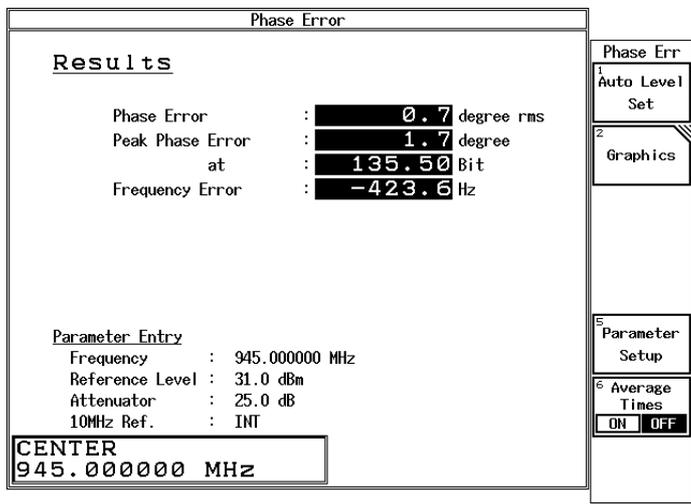 Phase Error
Results
Phase Error : 0.7 degree rms
Peak Phase Error : 1.7 degree
at : 135.50 Bit
Frequency Error : -423.6 Hz
Parameter Entry
Frequency : 945.000000 MHz
Reference Level : 31.0 dBm
Attenuator : 25.0 dB
10MHz Ref. : INT
CENTER
945.000000 MHz
Phase Err
1
Auto Level
Set
2
Graphics
5
Parameter
Setup
6
Average
Times
ON OFF